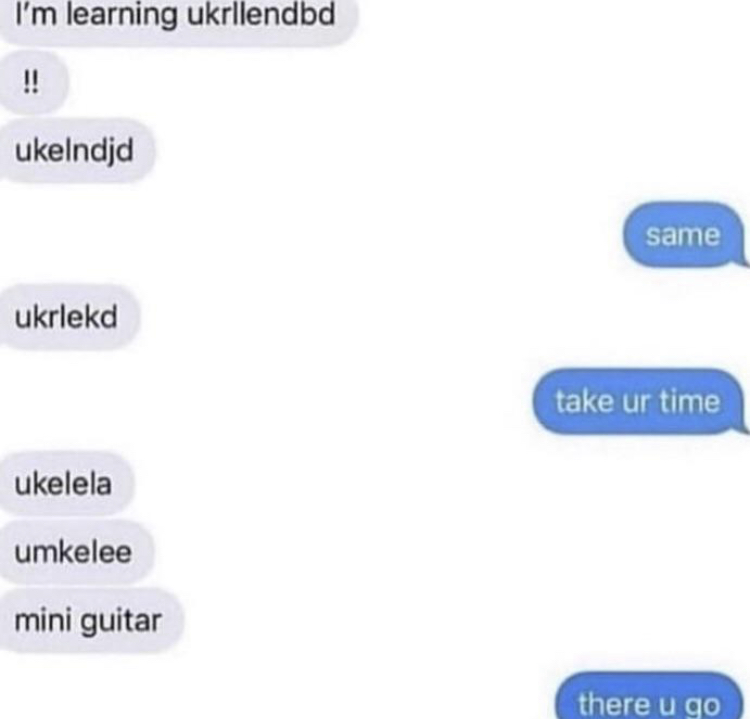 I'm learning ukrllendbd
!!
ukelndjd
same
ukrlekd
take ur time
ukelela
umkelee
mini guitar
there u go